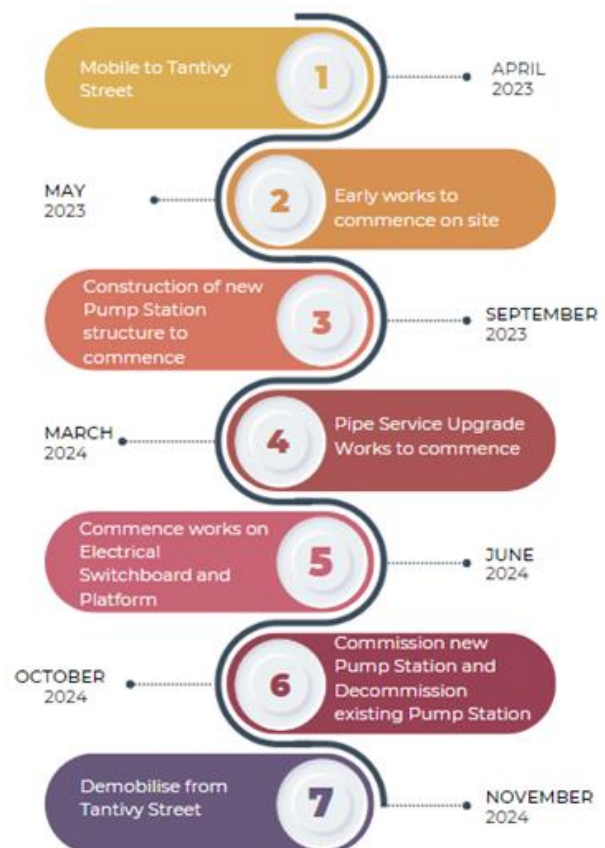 Mobile to Tantivy
Street
1
APRIL
2023
MAY
2023
2
Early works to
commence on site
Construction of new
Pump Station
structure to
commence
3
SEPTEMBER
2023
MARCH
2024
4
Pipe Service Upgrade
Works to commence
Commence works on
Electrical
Switchboard and
Platform
5
JUNE
2024
OCTOBER
2024
6
Commission new
Pump Station and
Decommission
existing Pump Station
Demobilise from
Tantivy Street
7
NOVEMBER
2024